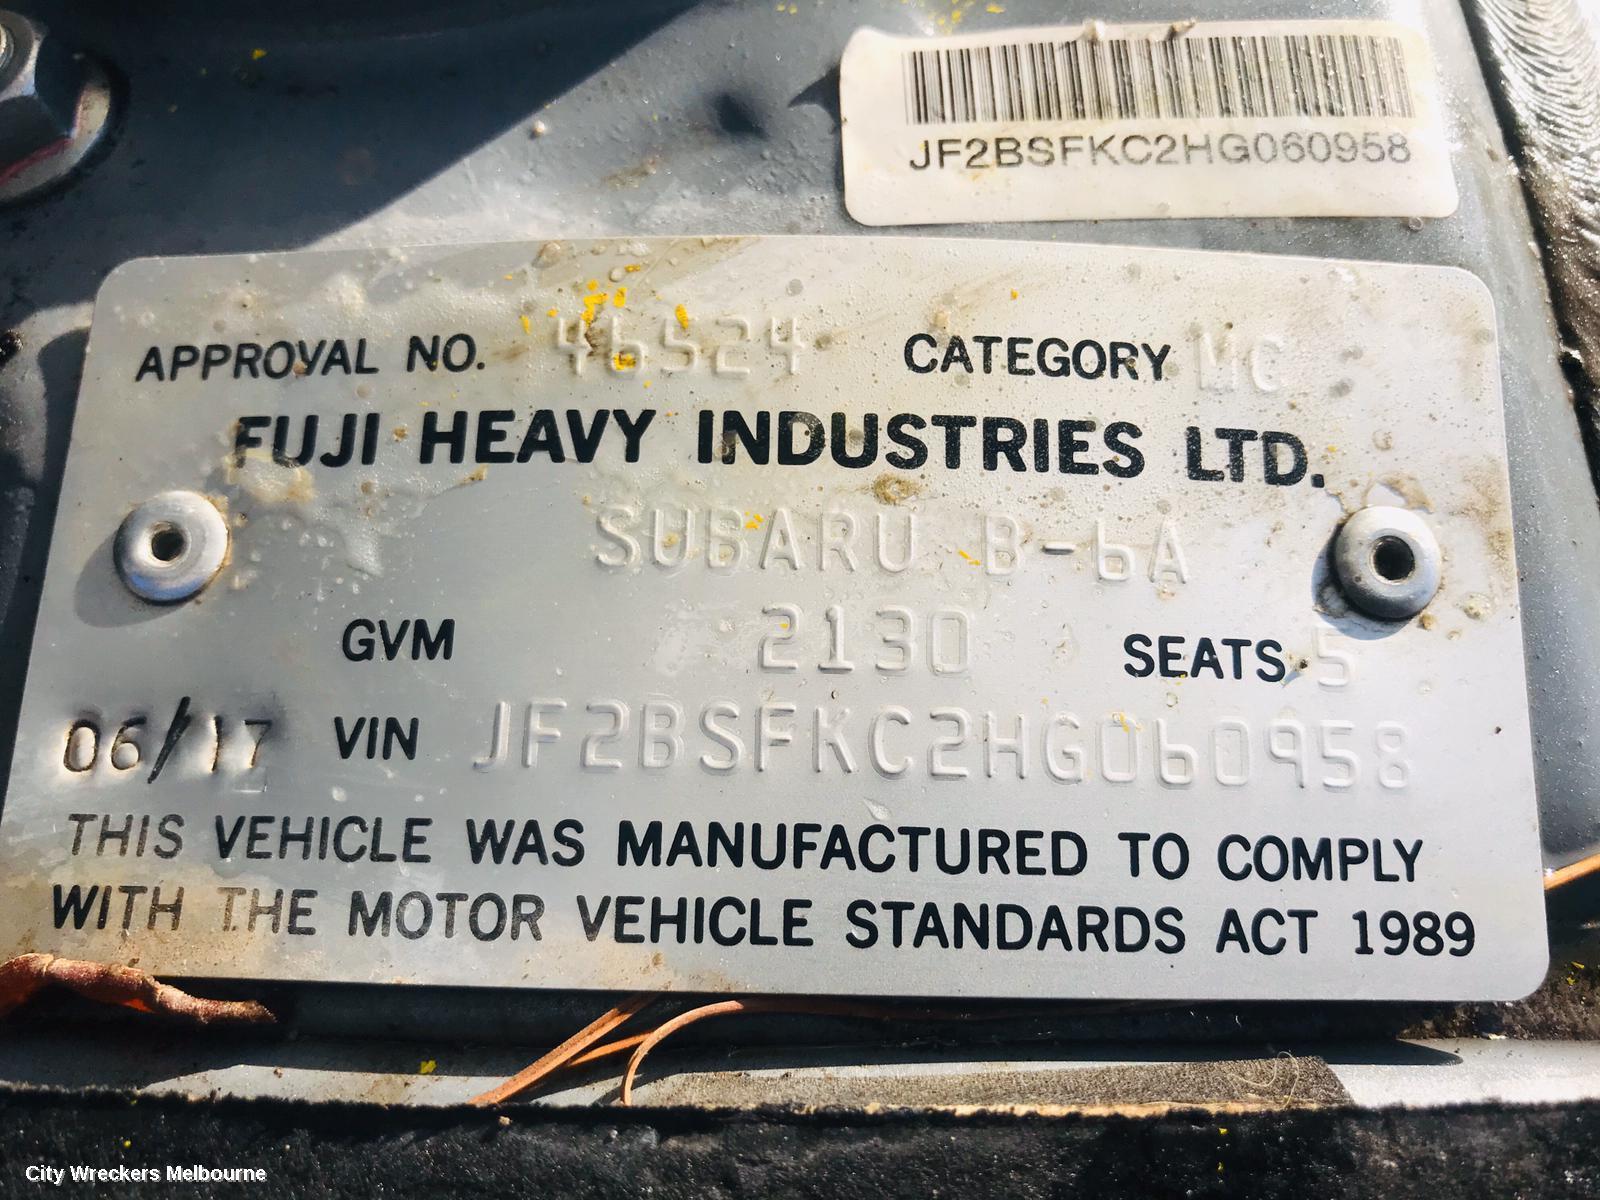 JF2BSFKC2HG060958
APPROVAL NO. 46524 CATEGORY MC
FUJI HEAVY INDUSTRIES LTD.
SUBARU B-6A
GVM 2130 SEATS 5
06/17 VIN JF2BSFKC2HG060958
THIS VEHICLE WAS MANUFACTURED TO COMPLY
WITH THE MOTOR VEHICLE STANDARDS ACT 1989
City Wreckers Melbourne